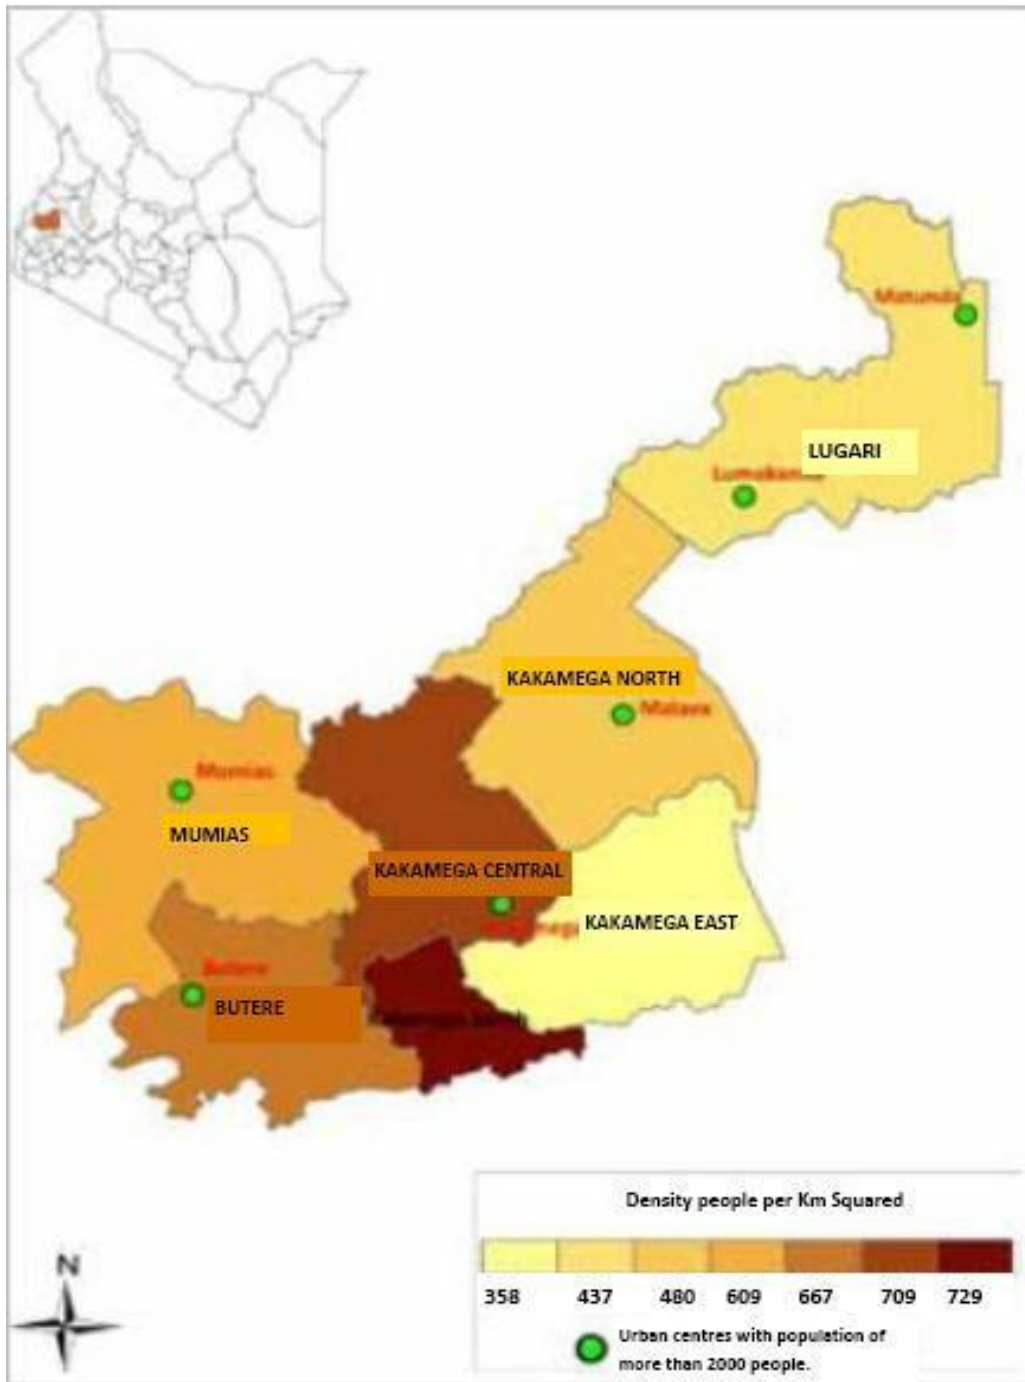 Matunda
LUGARI
KAKAMEGA NORTH
Malava
Mumias
MUMIAS
KAKAMEGA CENTRAL
KAKAMEGA EAST
Butere
BUTERE
Density people per Km Squared
358 437 480 609 667 709 729
N
Urban centres with population of
more than 2000 people.